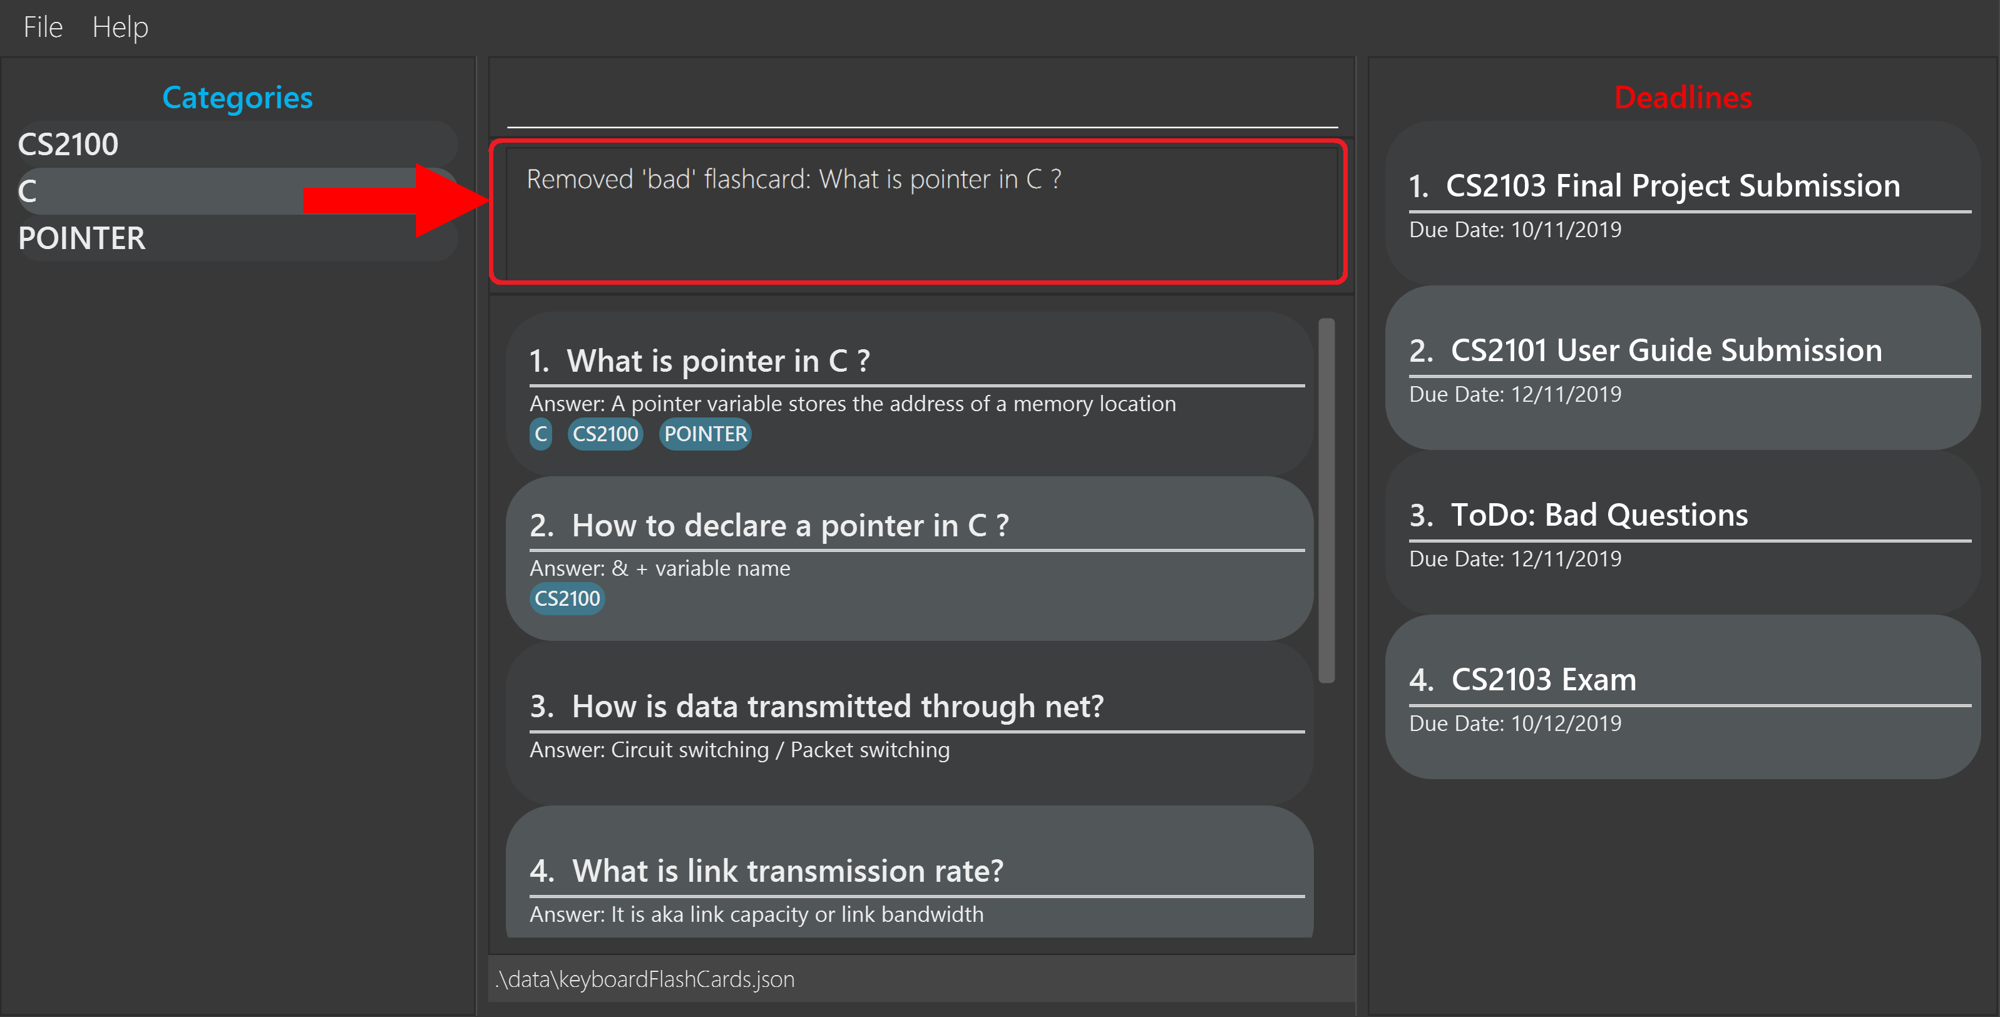 File Help
Categories
CS2100
C
POINTER
Removed 'bad' flashcard: What is pointer in C ?
1. What is pointer in C ?
Answer: A pointer variable stores the address of a memory location
C CS2100 POINTER
2. How to declare a pointer in C ?
Answer: & + variable name
CS2100
3. How is data transmitted through net?
Answer: Circuit switching / Packet switching
4. What is link transmission rate?
Answer: It is aka link capacity or link bandwidth
.\data\keyboardFlashCards.json
Deadlines
1. CS2103 Final Project Submission
Due Date: 10/11/2019
2. CS2101 User Guide Submission
Due Date: 12/11/2019
3. ToDo: Bad Questions
Due Date: 12/11/2019
4. CS2103 Exam
Due Date: 10/12/2019